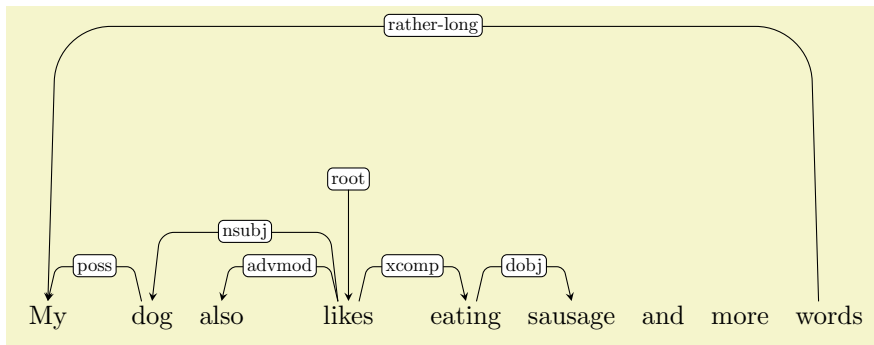 rather-long
root
nsubj
poss advmod xcomp dobj
My dog also likes eating sausage and more words